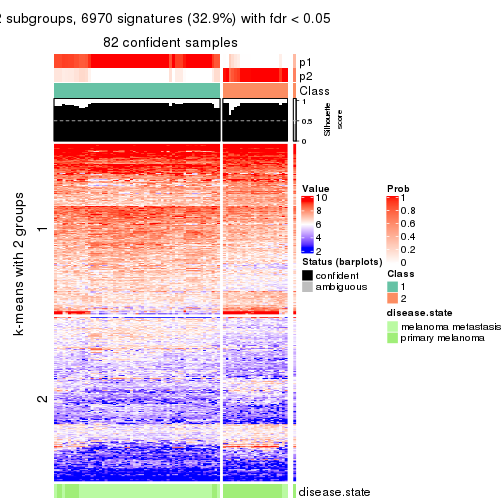 2 subgroups, 6970 signatures (32.9%) with fdr < 0.05
82 confident samples
p1
p2
Class
1
0.5
0
Silhouette
score
k-means with 2 groups
1
2
Value
10
8
6
4
2
Status (barplots)
confident
ambiguous
Prob
1
0.8
0.6
0.4
0.2
0
Class
1
2
disease.state
melanoma metastasis
primary melanoma
disease.state